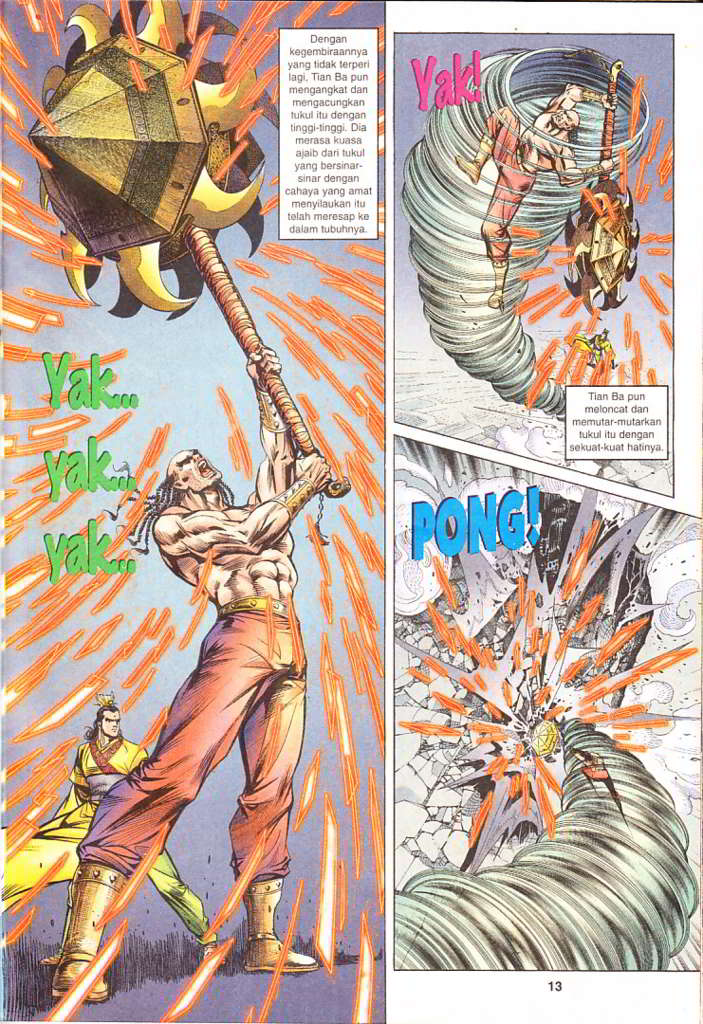 Dengan
kegembiraannya
yang tidak terperi
lagi, Tian Ba pun
mengangkat dan
mengacungkan
tukul itu dengan
tinggi-tinggi. Dia
merasa kuasa
ajaib dari tukul
yang bersinar-
sinar dengan
cahaya yang amat
menyilaukan itu
telah meresap ke
dalam tubuhnya.
Yak...
yak...
yak...
Yak!
Tian Ba pun
meloncat dan
memutar-mutarkan
tukul itu dengan
sekuat-kuat hatinya.
PONG!
13